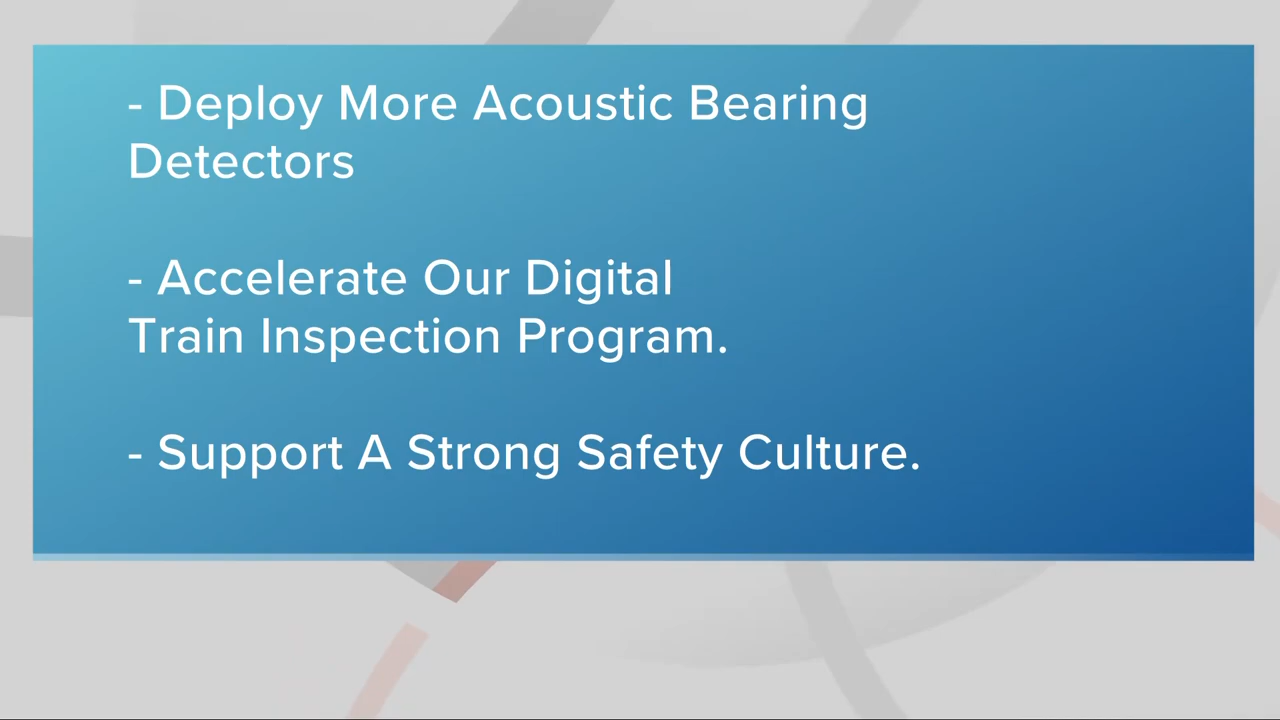 - Deploy More Acoustic Bearing
Detectors
- Accelerate Our Digital
Train Inspection Program.
- Support A Strong Safety Culture.